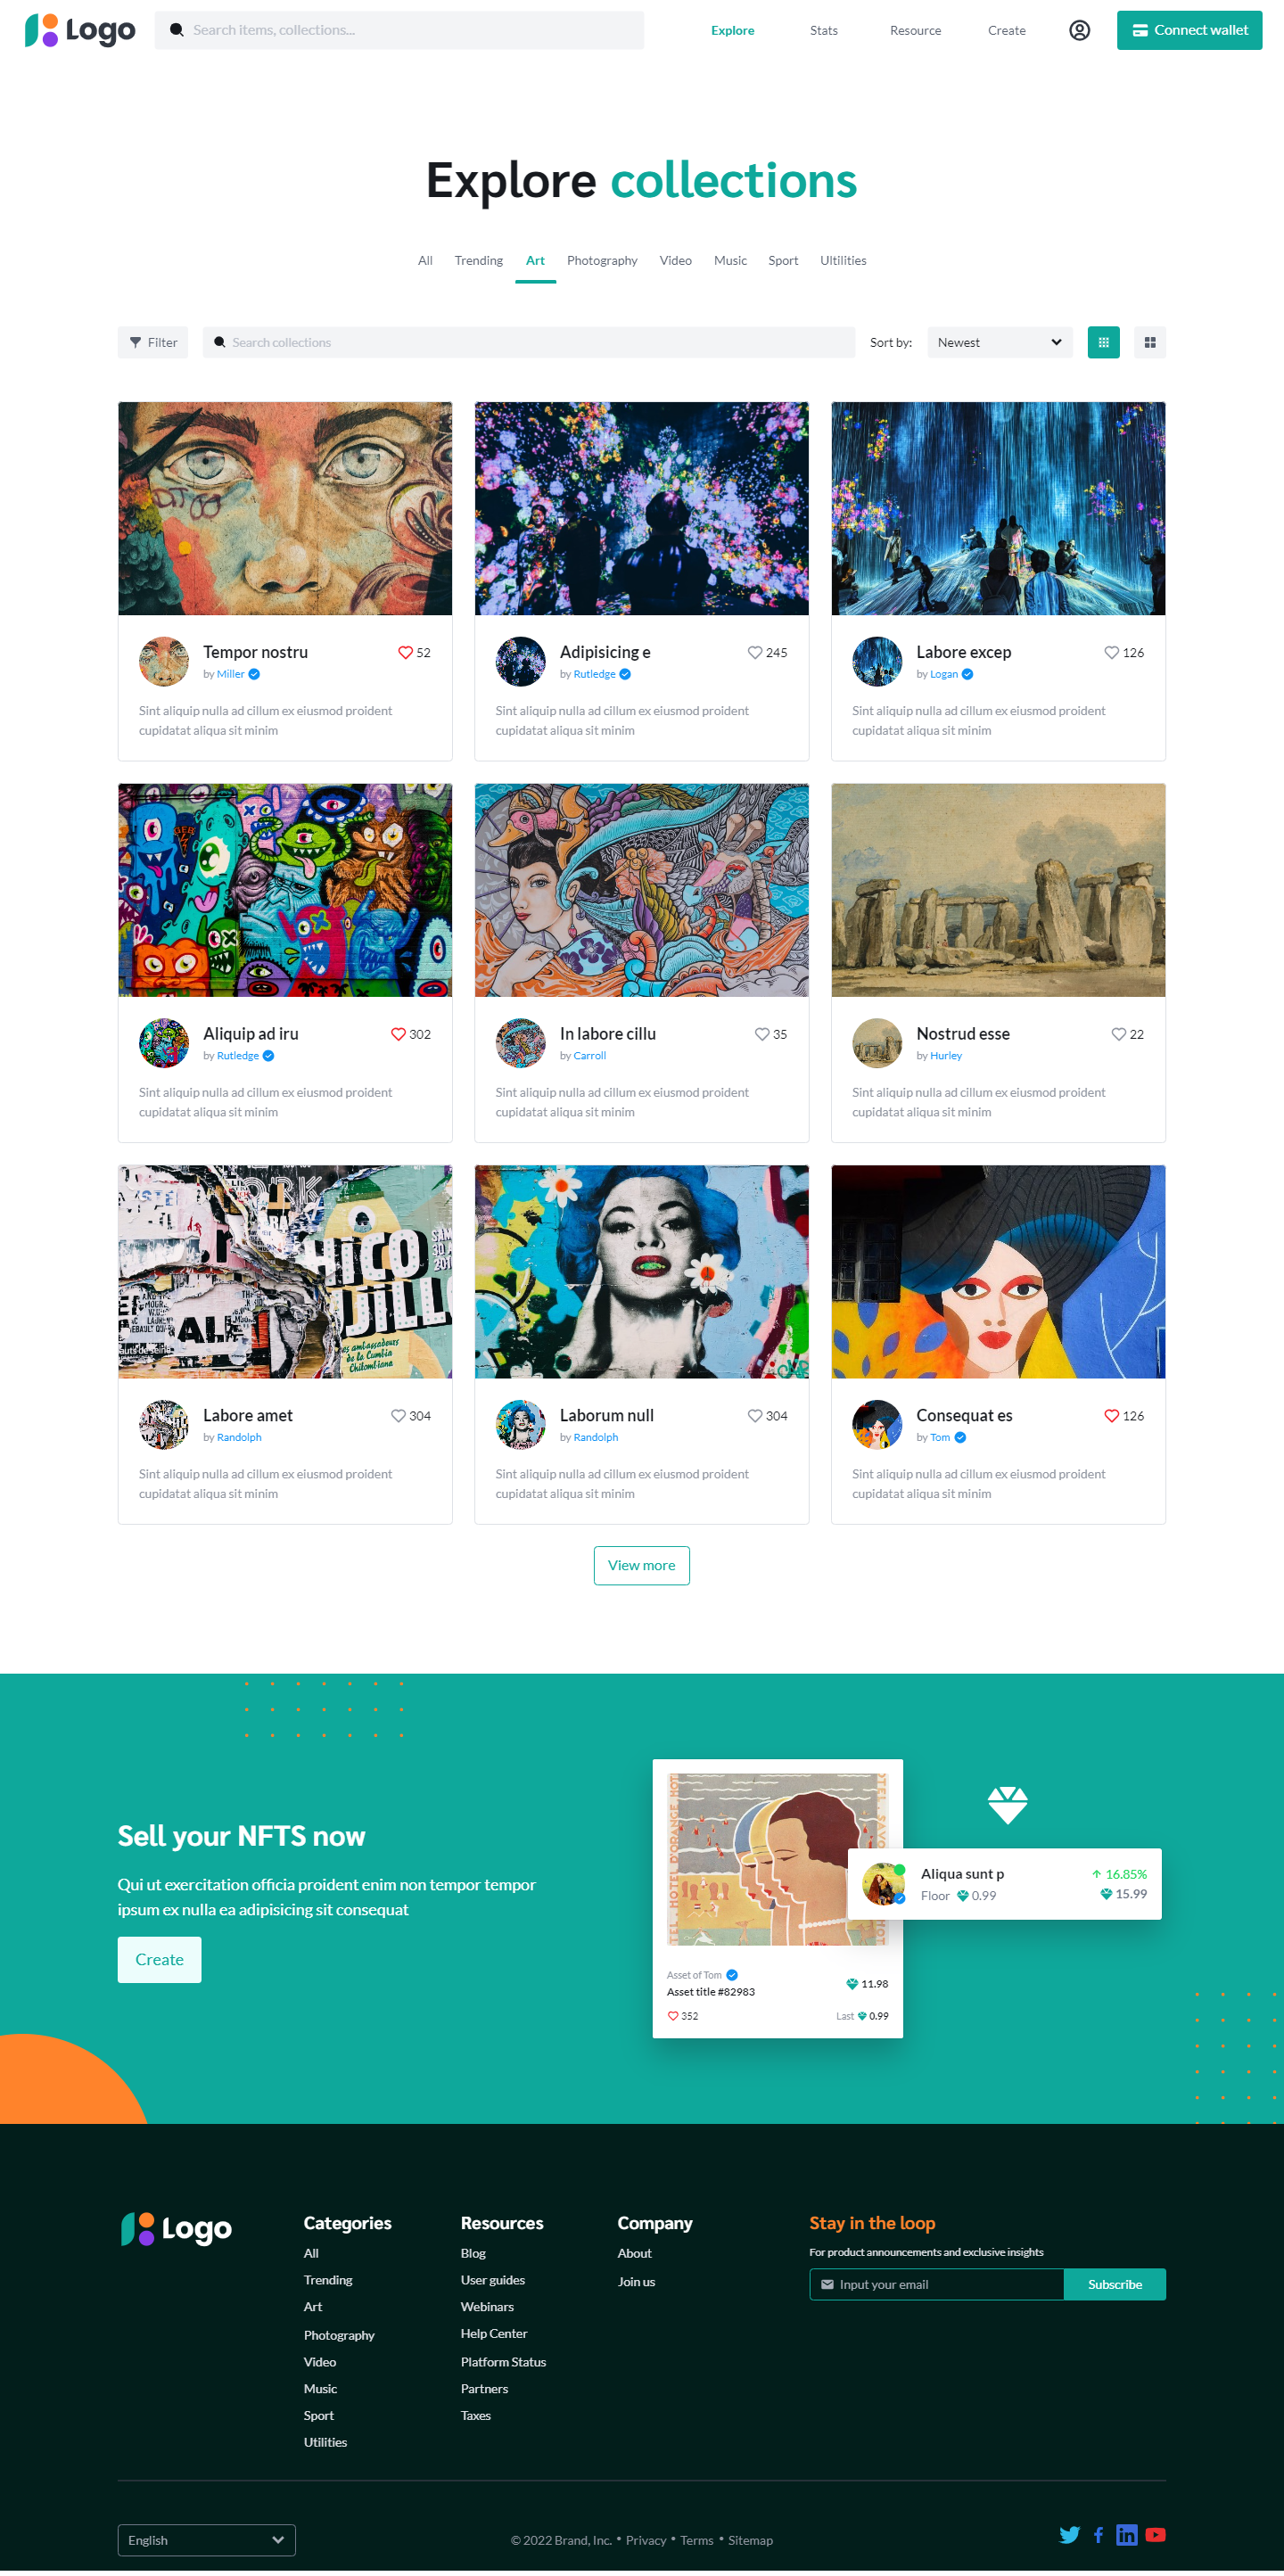 Logo
Search items, collections...
Explore
Stats
Resource
Create
Connect wallet
Explore collections
All
Trending
Art
Photography
Video
Music
Sport
Ultilities
Filter
Search collections
Sort by:
Newest
Tempor nostru
52
by Miller
Sint aliquip nulla ad cillum ex eiusmod proident
cupidatat aliqua sit minim
Adipisicing e
245
by Rutledge
Sint aliquip nulla ad cillum ex eiusmod proident
cupidatat aliqua sit minim
Labore excep
126
by Logan
Sint aliquip nulla ad cillum ex eiusmod proident
cupidatat aliqua sit minim
Aliquip ad iru
302
by Rutledge
Sint aliquip nulla ad cillum ex eiusmod proident
cupidatat aliqua sit minim
In labore cillu
35
by Carroll
Sint aliquip nulla ad cillum ex eiusmod proident
cupidatat aliqua sit minim
Nostrud esse
22
by Hurley
Sint aliquip nulla ad cillum ex eiusmod proident
cupidatat aliqua sit minim
HICO
JILLO
ALE
es ambassadeurs
de la Cumbia
Chilombiana
Labore amet
304
by Randolph
Sint aliquip nulla ad cillum ex eiusmod proident
cupidatat aliqua sit minim
Laborum null
304
by Randolph
Sint aliquip nulla ad cillum ex eiusmod proident
cupidatat aliqua sit minim
Consequat es
126
by Tom
Sint aliquip nulla ad cillum ex eiusmod proident
cupidatat aliqua sit minim
View more
Sell your NFTS now
Qui ut exercitation officia proident enim non tempor tempor
ipsum ex nulla ea adipisicing sit consequat
Create
Aliqua sunt p
16.85%
Floor 0.99
15.99
Asset of Tom
Asset title #82983
11.98
352
Last 0.99
Logo
Categories
All
Trending
Art
Photography
Video
Music
Sport
Utilities
Resources
Blog
User guides
Webinars
Help Center
Platform Status
Partners
Taxes
Company
About
Join us
Stay in the loop
For product announcements and exclusive insights
Input your email
Subscribe
English
© 2022 Brand, Inc. • Privacy • Terms • Sitemap